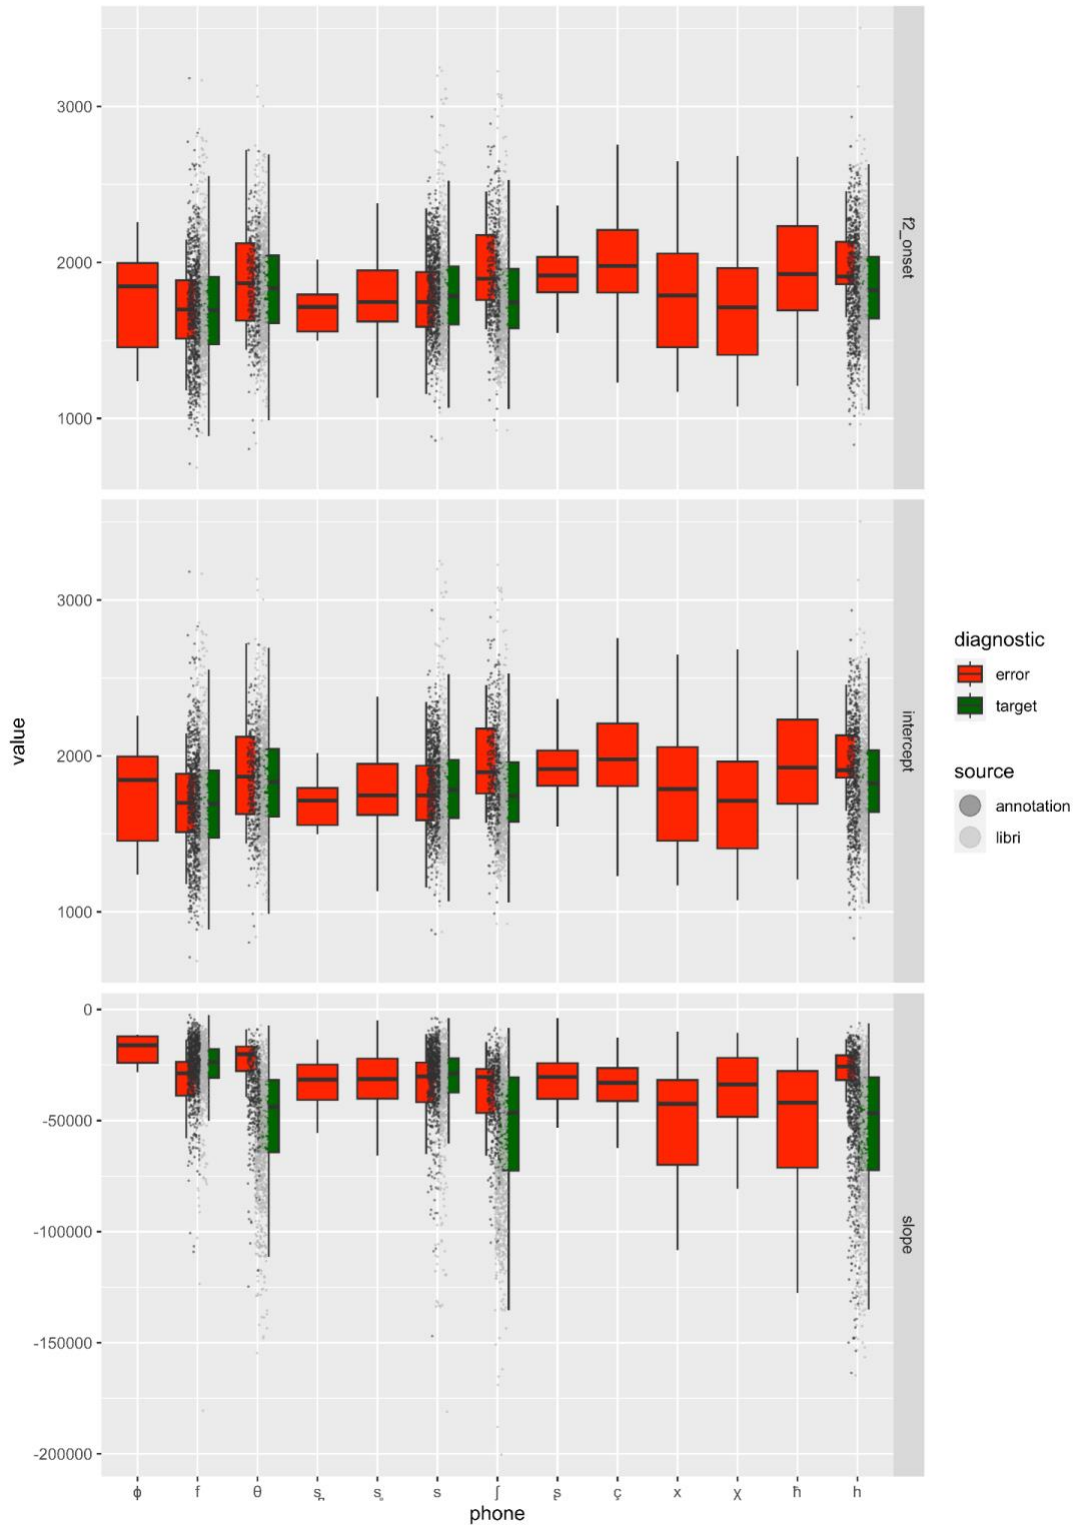 3000
2000
1000
f2_onset
3000
2000
1000
intercept
0
-50000
-100000
-150000
-200000
slope
value
ɸ f θ s̪ s̺ s ʃ ʂ ç x χ ħ h
phone
diagnostic
error
target
source
annotation
libri